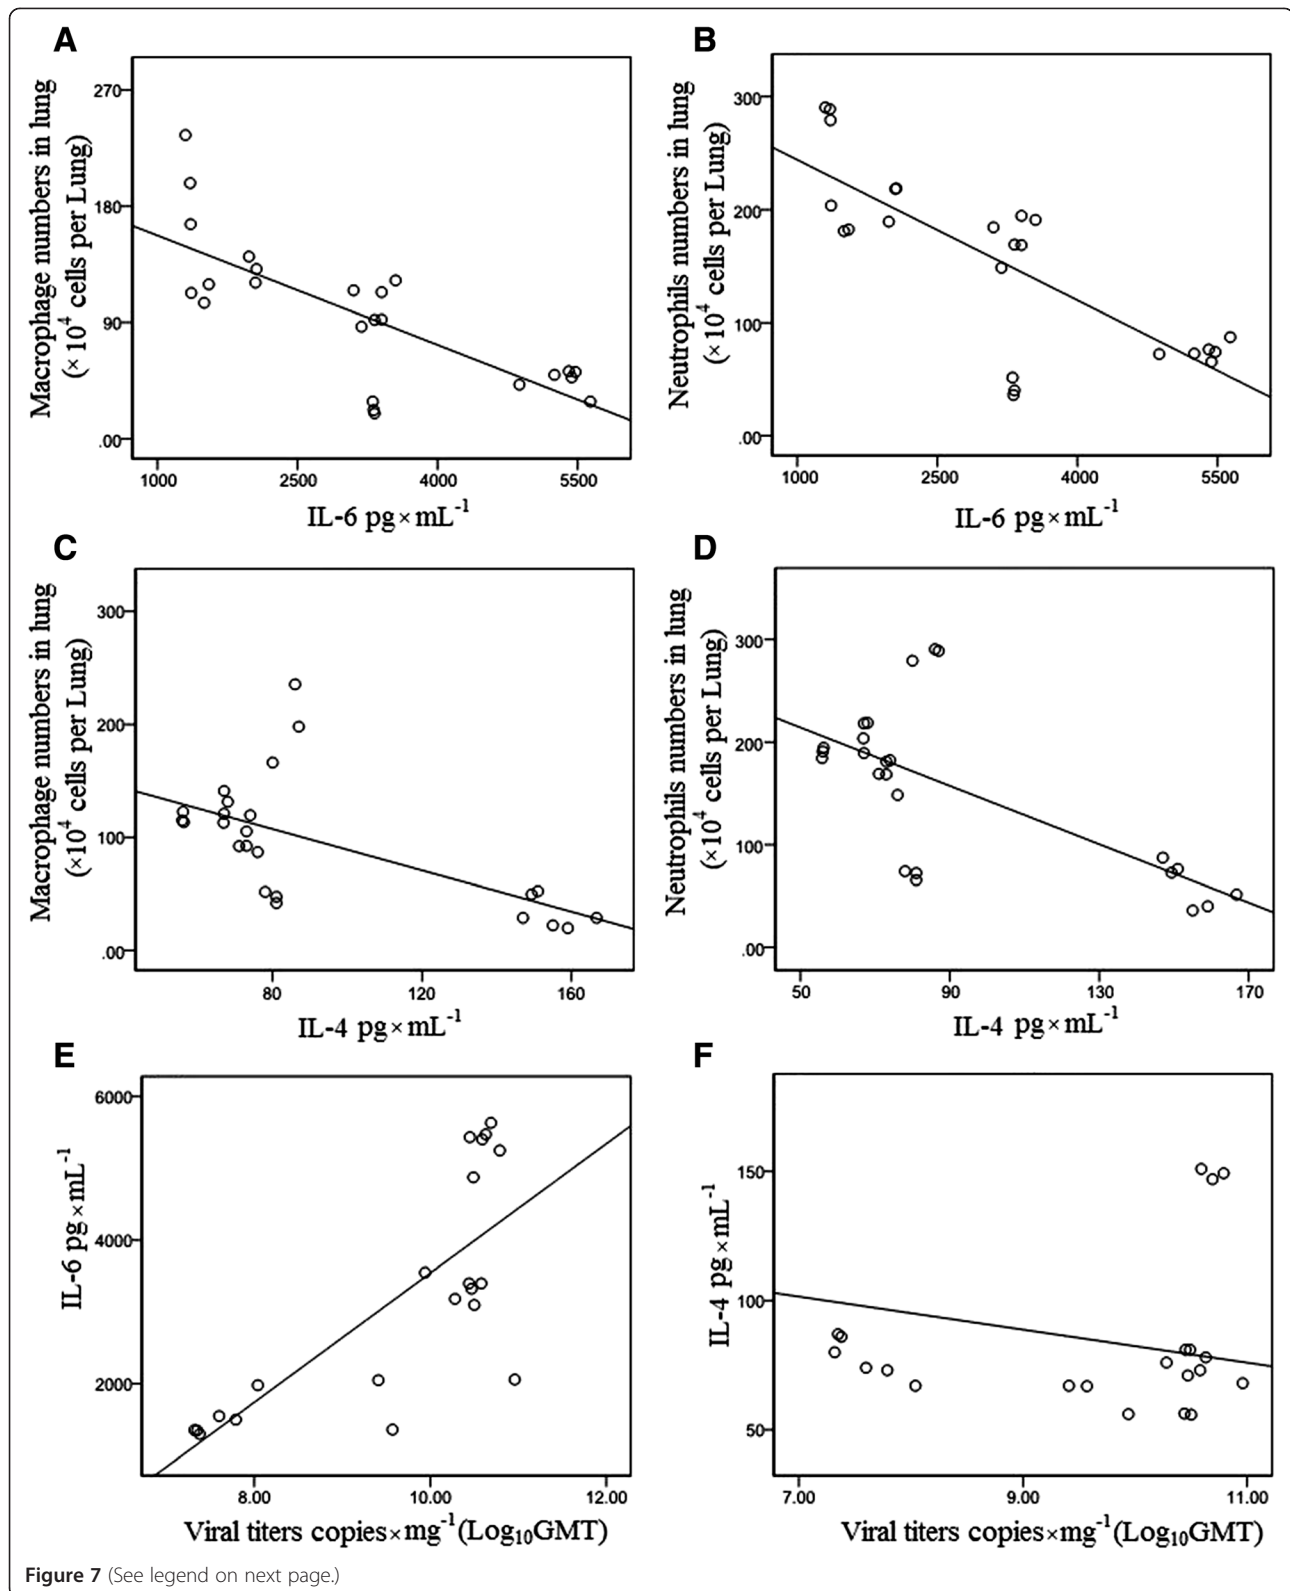 A
Macrophage numbers in lung
(×10⁴ cells per Lung)
270
180
90
.00
1000 2500 4000 5500
IL-6 pg×mL⁻¹
B
Neutrophils numbers in lung
(×10⁴ cells per Lung)
300
200
100
.00
1000 2500 4000 5500
IL-6 pg×mL⁻¹
C
Macrophage numbers in lung
(×10⁴ cells per Lung)
300
200
100
.00
80 120 160
IL-4 pg×mL⁻¹
D
Neutrophils numbers in lung
(×10⁴ cells per Lung)
300
200
100
.00
50 90 130 170
IL-4 pg×mL⁻¹
E
IL-6 pg×mL⁻¹
6000
4000
2000
8.00 10.00 12.00
Viral titers copies×mg⁻¹(Log₁₀GMT)
F
IL-4 pg×mL⁻¹
150
100
50
7.00 9.00 11.00
Viral titers copies×mg⁻¹(Log₁₀GMT)
Figure 7 (See legend on next page.)